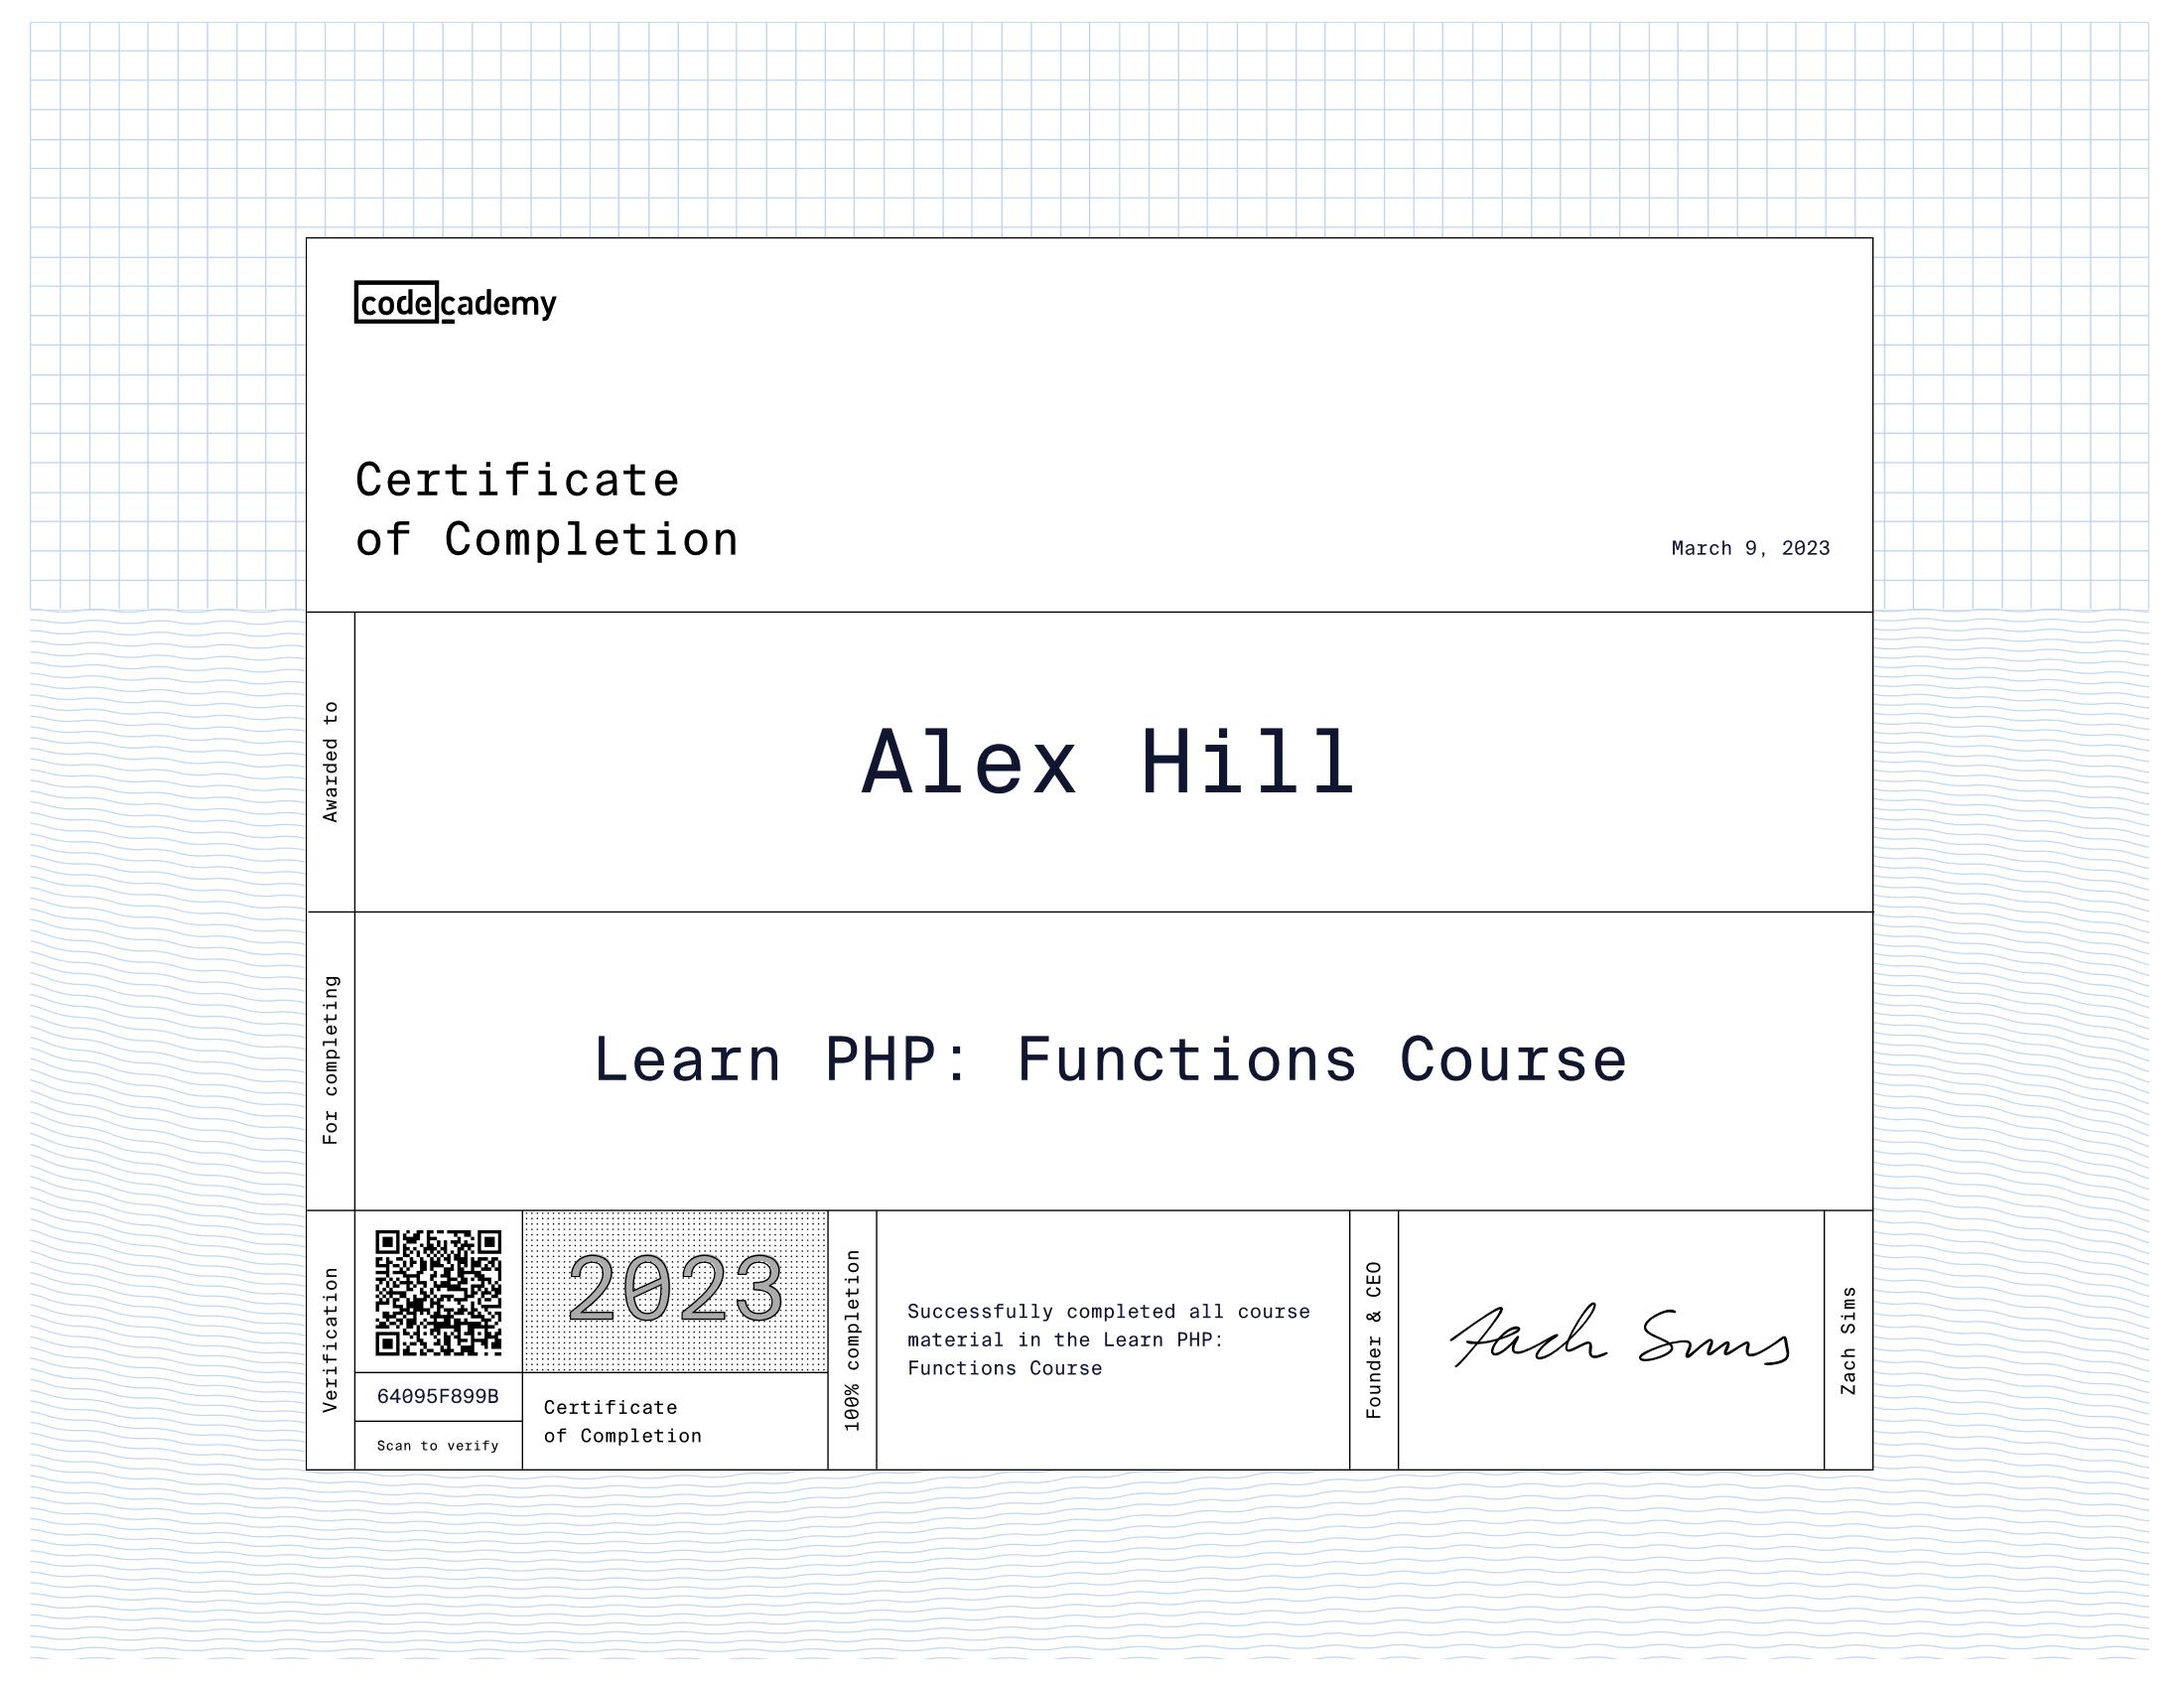 codecademy
Certificate
of Completion
March 9, 2023
Awarded to
Alex Hill
For completing
Learn PHP: Functions Course
Verification
64095F899B
Scan to verify
2023
Certificate
of Completion
100% completion
Successfully completed all course
material in the Learn PHP:
Functions Course
Founder & CEO
Zach Sims
Zach Sims